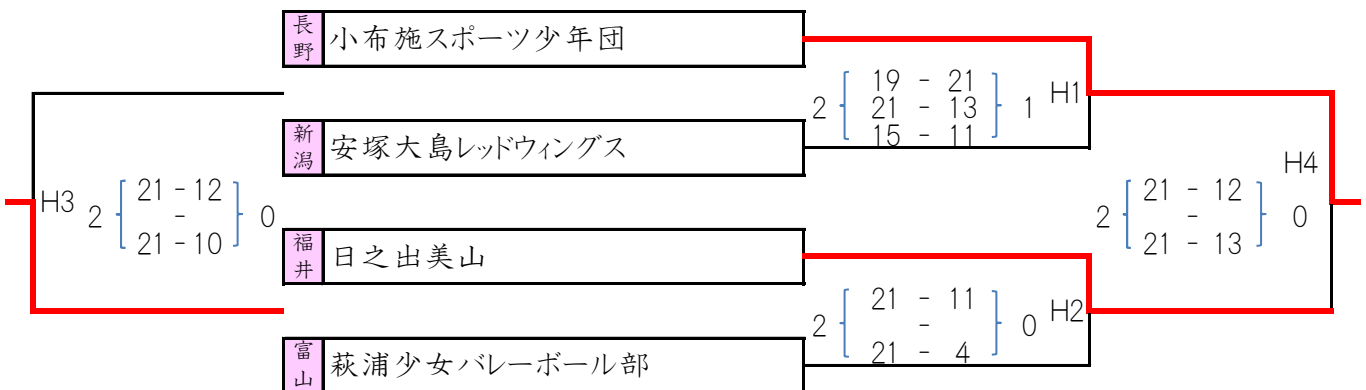 長野 小布施スポーツ少年団
19 - 21
2 21 - 13 1 H1
15 - 11
新潟 安塚大島レッドウィングス
H3 2 21 - 12 0
-
21 - 10
H4
2 21 - 12 0
-
21 - 13
福井 日之出美山
21 - 11
2 - 0 H2
21 - 4
富山 萩浦少女バレーボール部